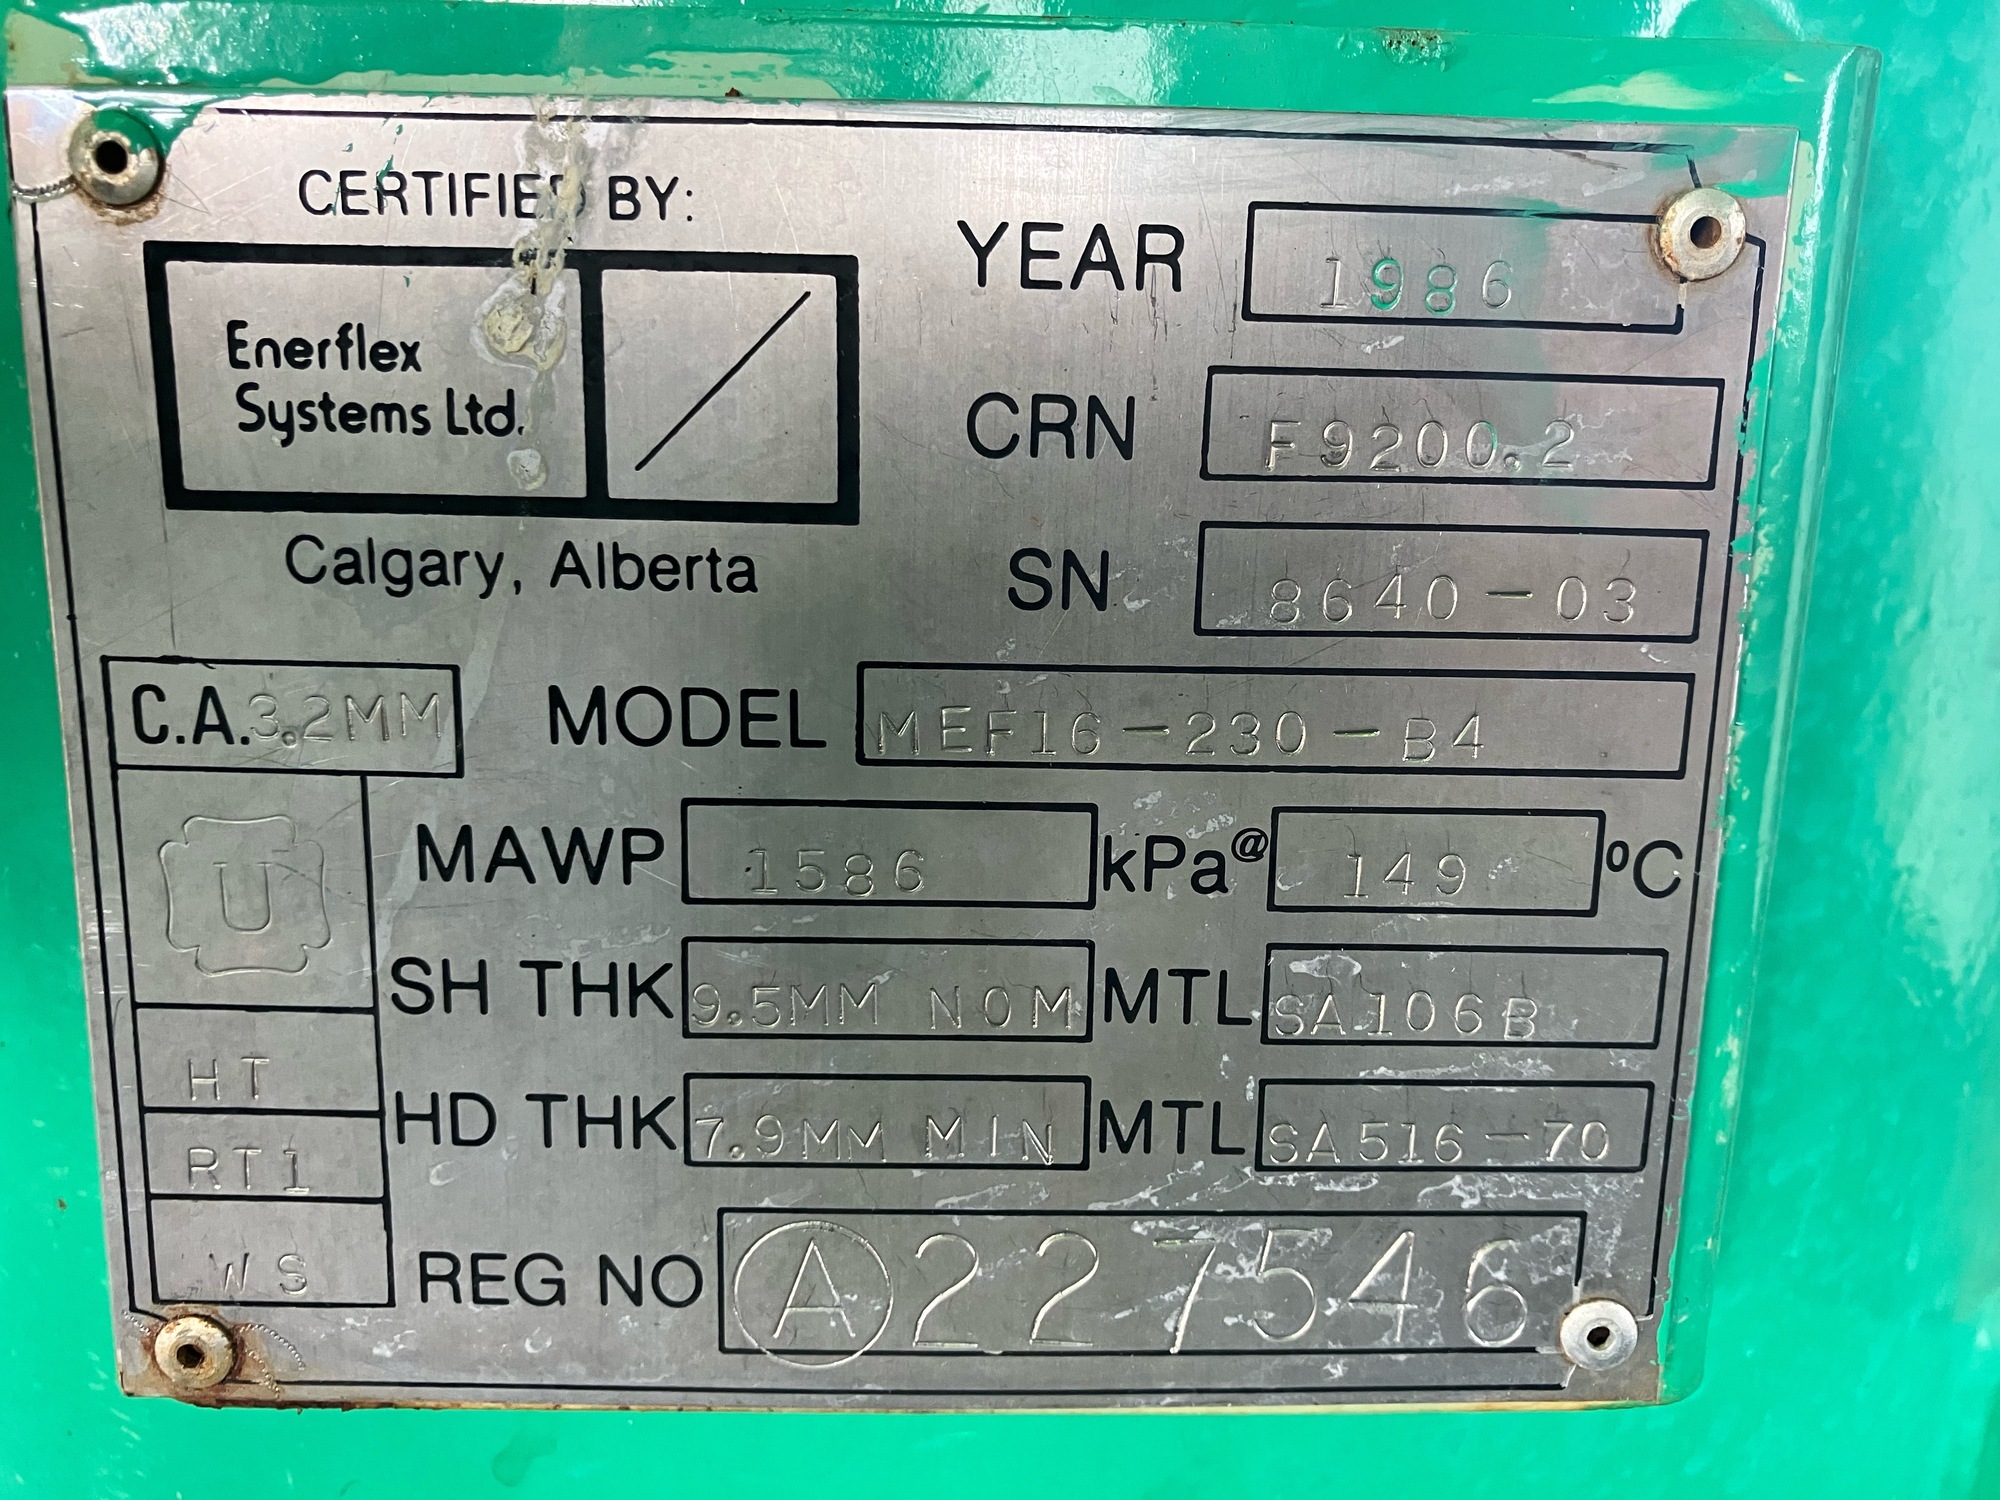 CERTIFIED BY:
Enerflex
Systems Ltd.
Calgary, Alberta
YEAR 1986
CRN F9200.2
SN 8640-03
C.A. 3.2MM MODEL MEF16-230-B4
U
MAWP 1586 kPa@ 149 ºC
SH THK 9.5MM NOM MTL SA106B
HT
HD THK 7.9MM MIN MTL SA516-70
RT1
WS
REG NO A 227546